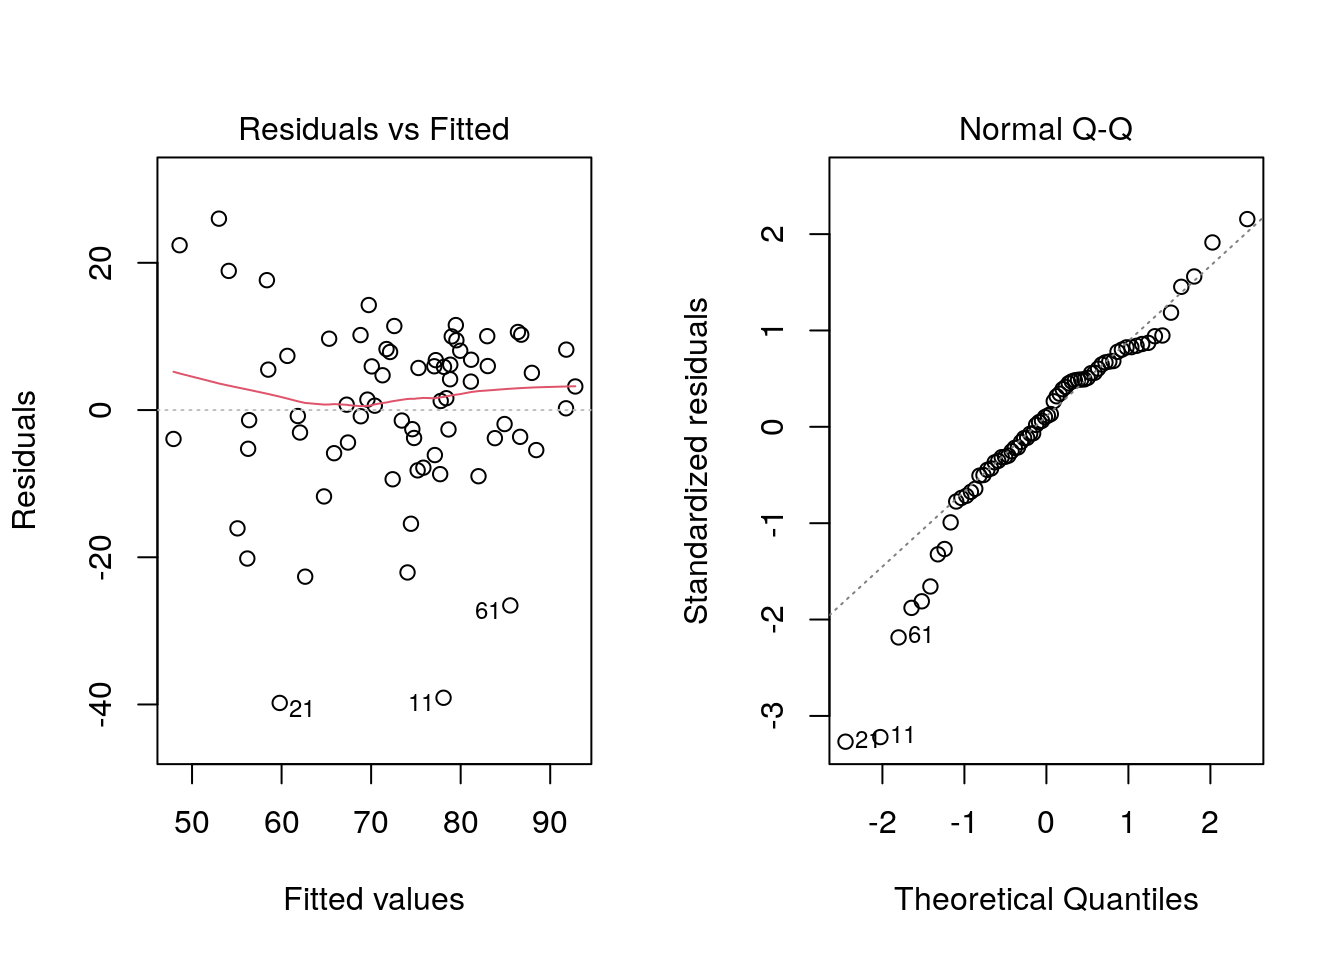 Residuals vs Fitted
Residuals
20
0
-20
-40
61
21
11
50 60 70 80 90
Fitted values
Normal Q-Q
Standardized residuals
2
1
0
-1
-2
-3
61
21
11
-2 -1 0 1 2
Theoretical Quantiles